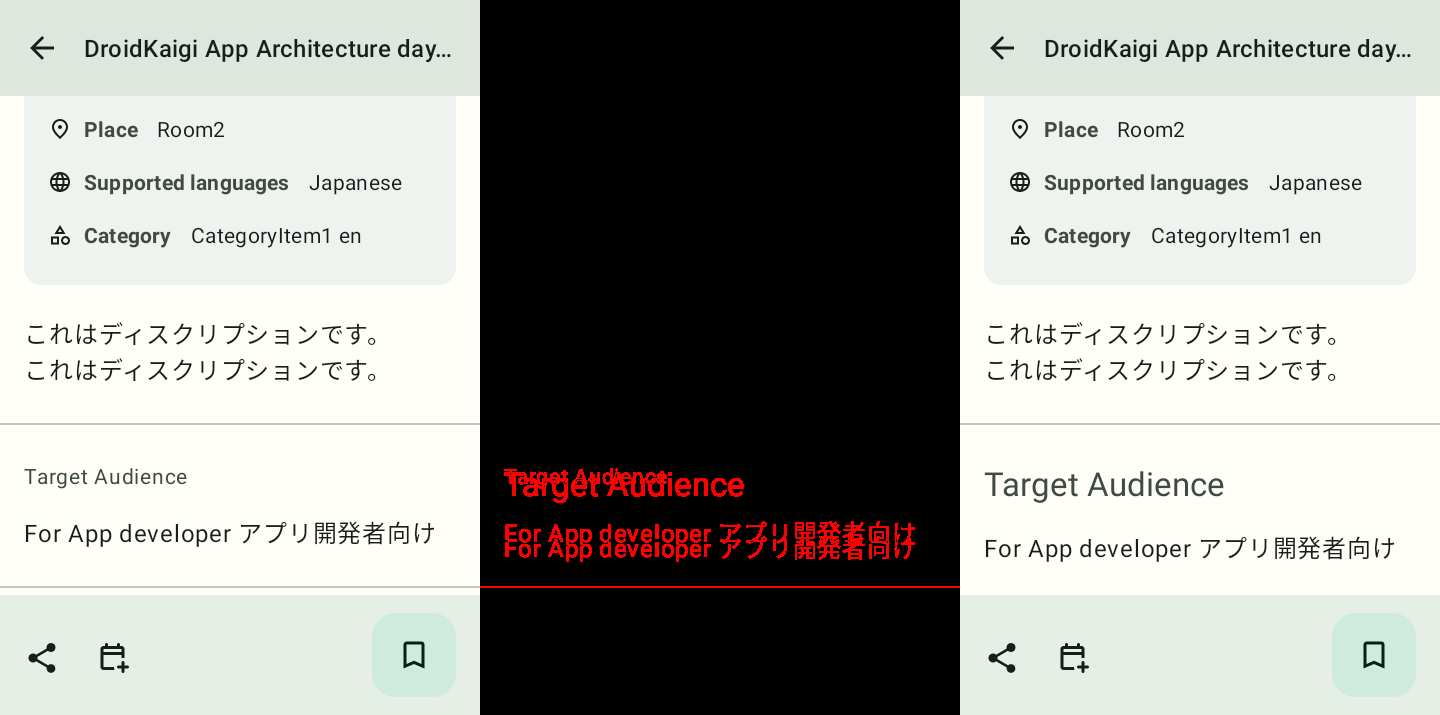 DroidKaigi App Architecture day...
Place Room2
Supported languages Japanese
Category CategoryItem1 en
これはディスクリプションです。
これはディスクリプションです。
Target Audience
For App developer アプリ開発者向け
Target Audience
Target Audience
For App developer アプリ開発者向け
For App developer アプリ開発者向け
DroidKaigi App Architecture day...
Place Room2
Supported languages Japanese
Category CategoryItem1 en
これはディスクリプションです。
これはディスクリプションです。
Target Audience
For App developer アプリ開発者向け